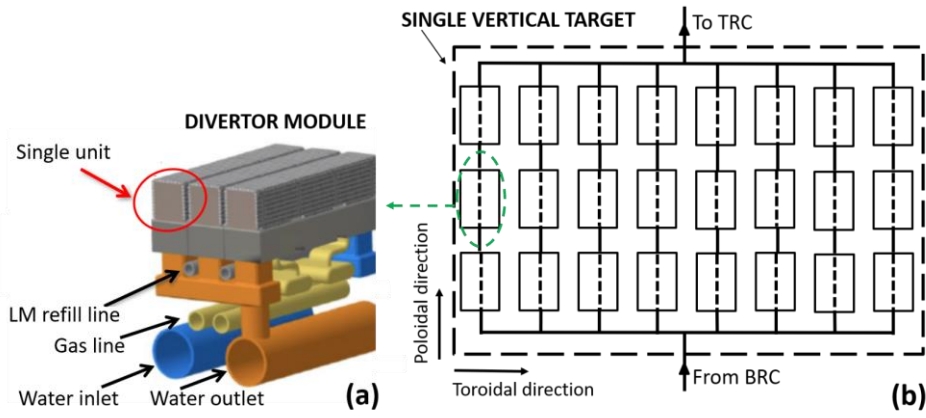 DIVERTOR MODULE
Single unit
LM refill line
Gas line
Water inlet
Water outlet
(a)
SINGLE VERTICAL TARGET
To TRC
Poloidal direction
Toroidal direction
From BRC
(b)